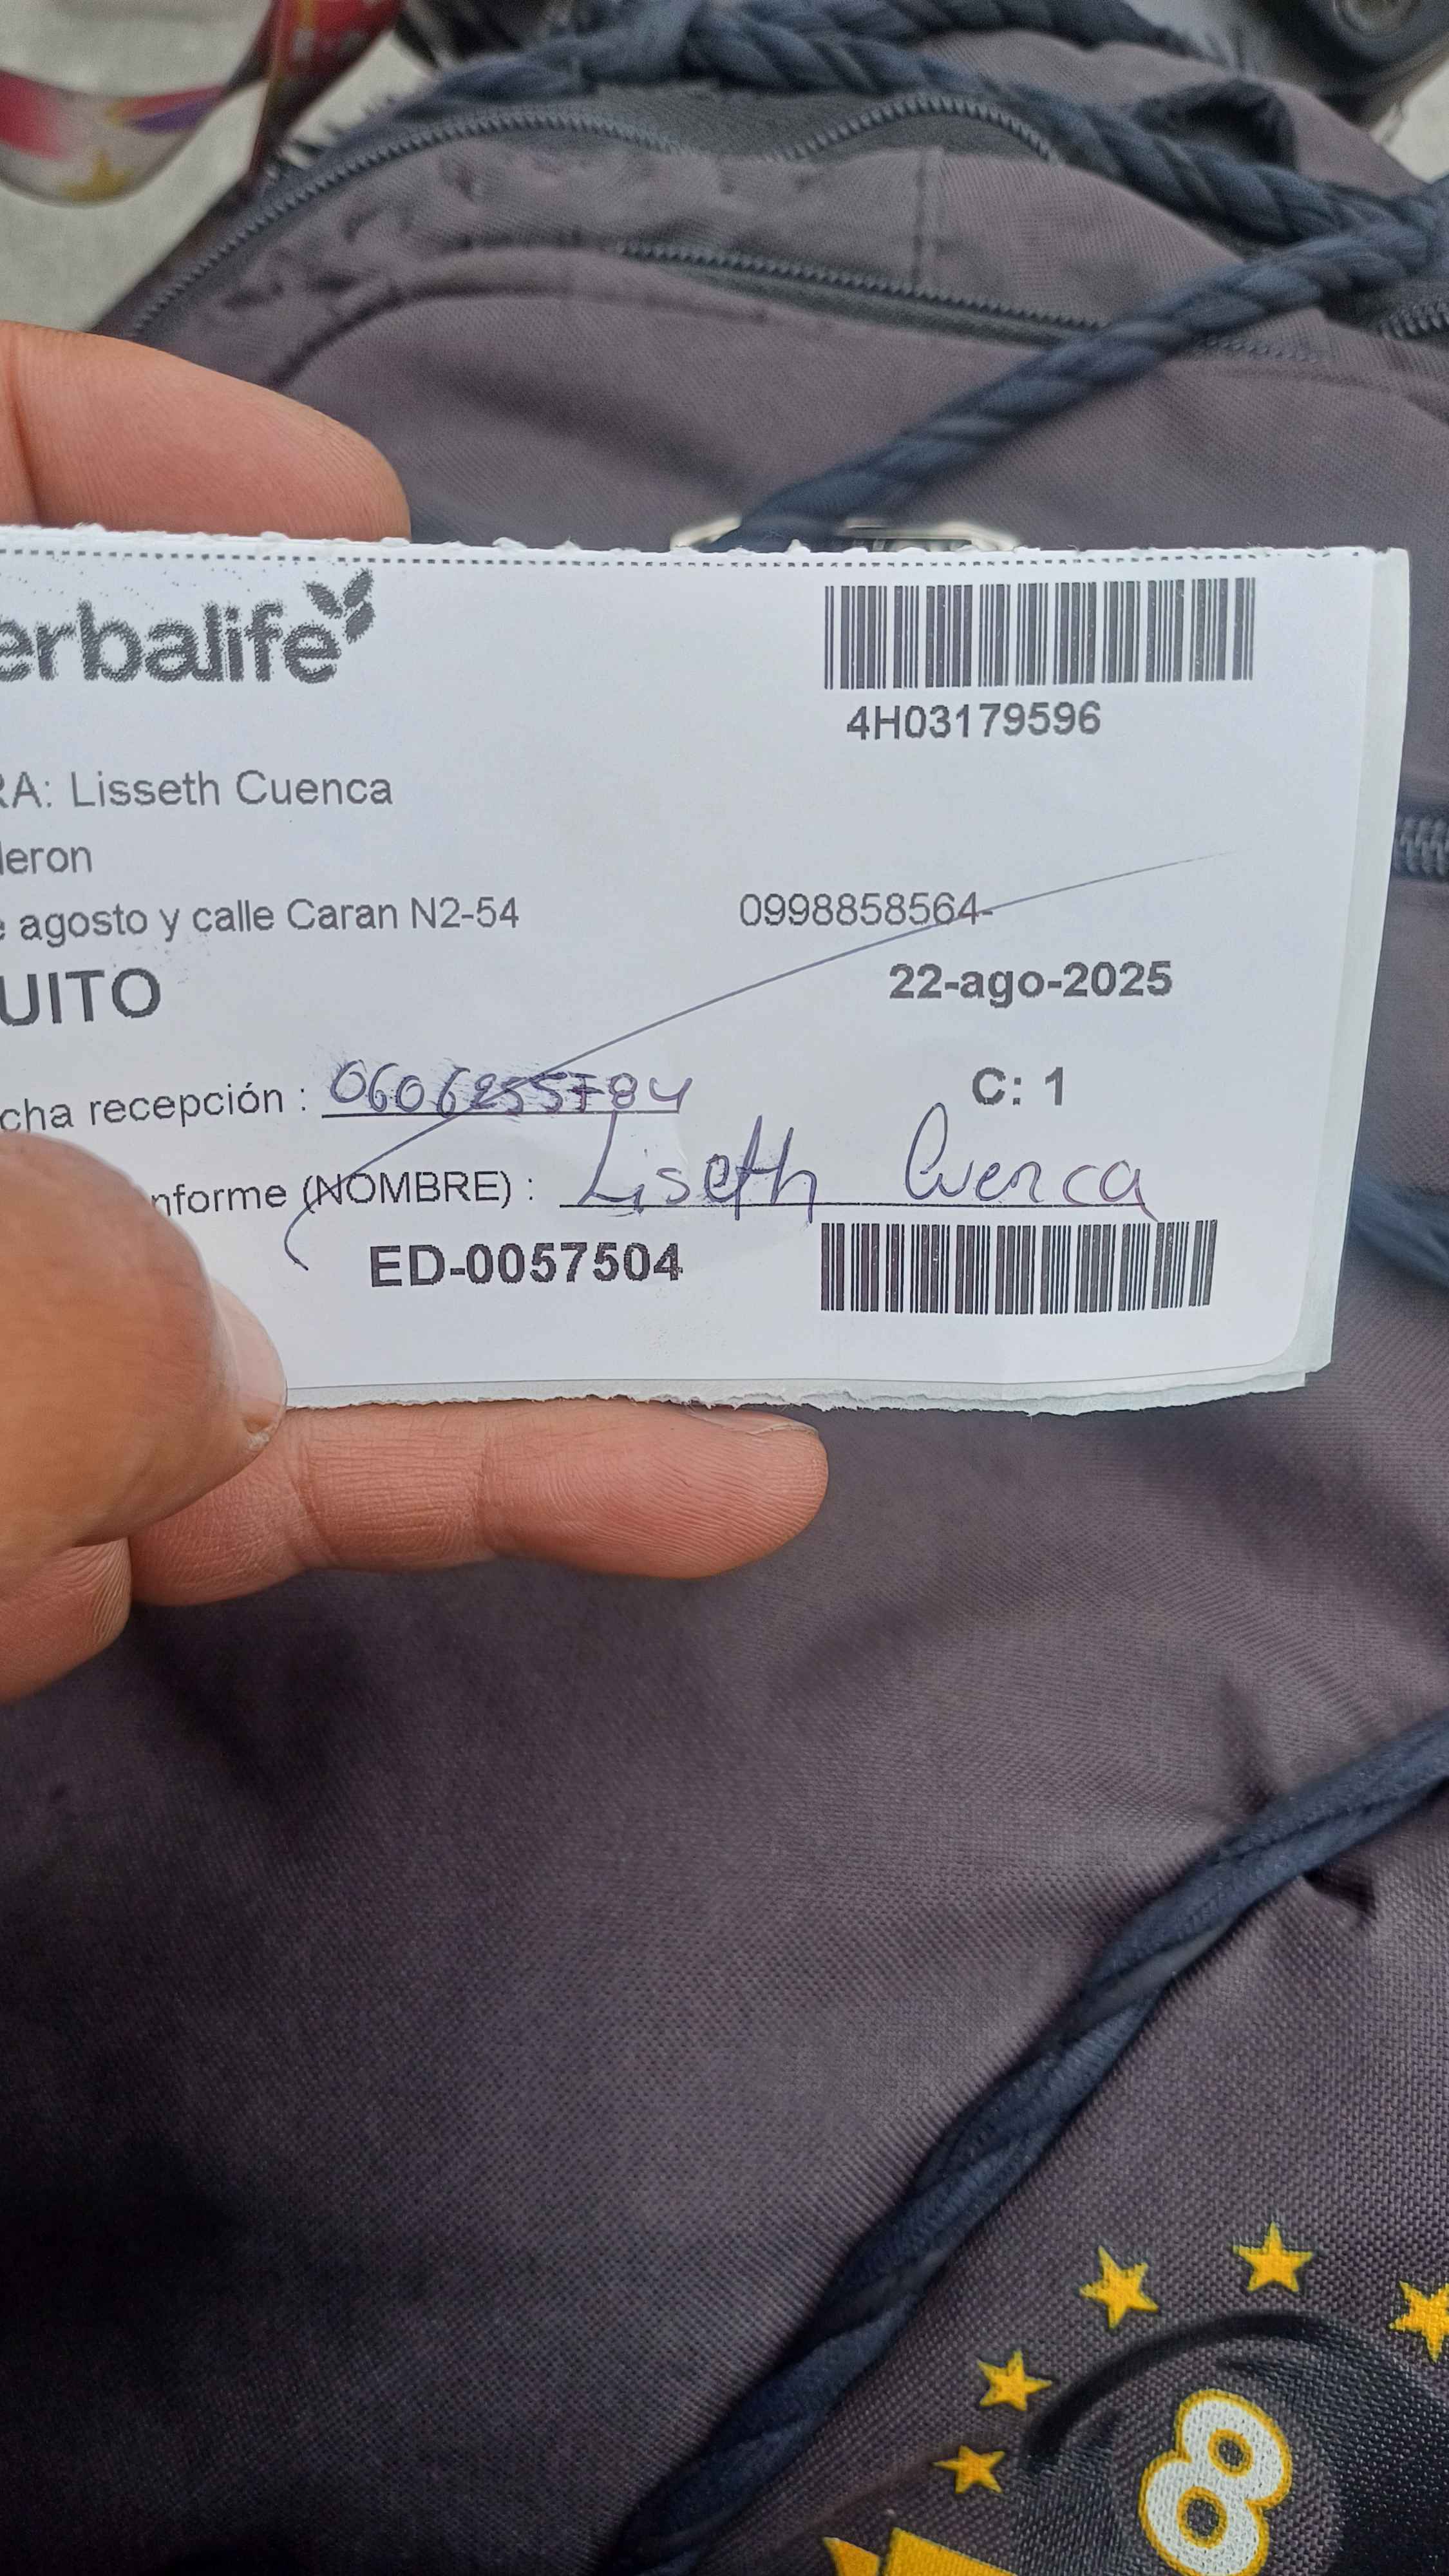 erbalife
4H03179596
RA: Lisseth Cuenca
leron
e agosto y calle Caran N2-54 0998858564-
UITO 22-ago-2025
cha recepción : 0606255784 C: 1
nforme (NOMBRE) : Liseth Cuenca
ED-0057504
8